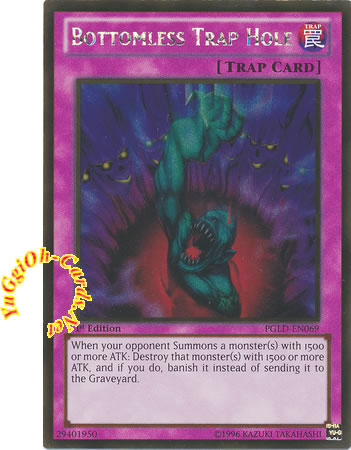 BOTTOMLESS TRAP HOLE
TRAP
罠
[TRAP CARD]
YuGgiOh-Cards.Net
1st Edition
PGLD-EN069
When your opponent Summons a monster(s) with 1500
or more ATK: Destroy that monster(s) with 1500 or more
ATK, and if you do, banish it instead of sending it to
the Graveyard.
29401950
©1996 KAZUKI TAKAHASHI